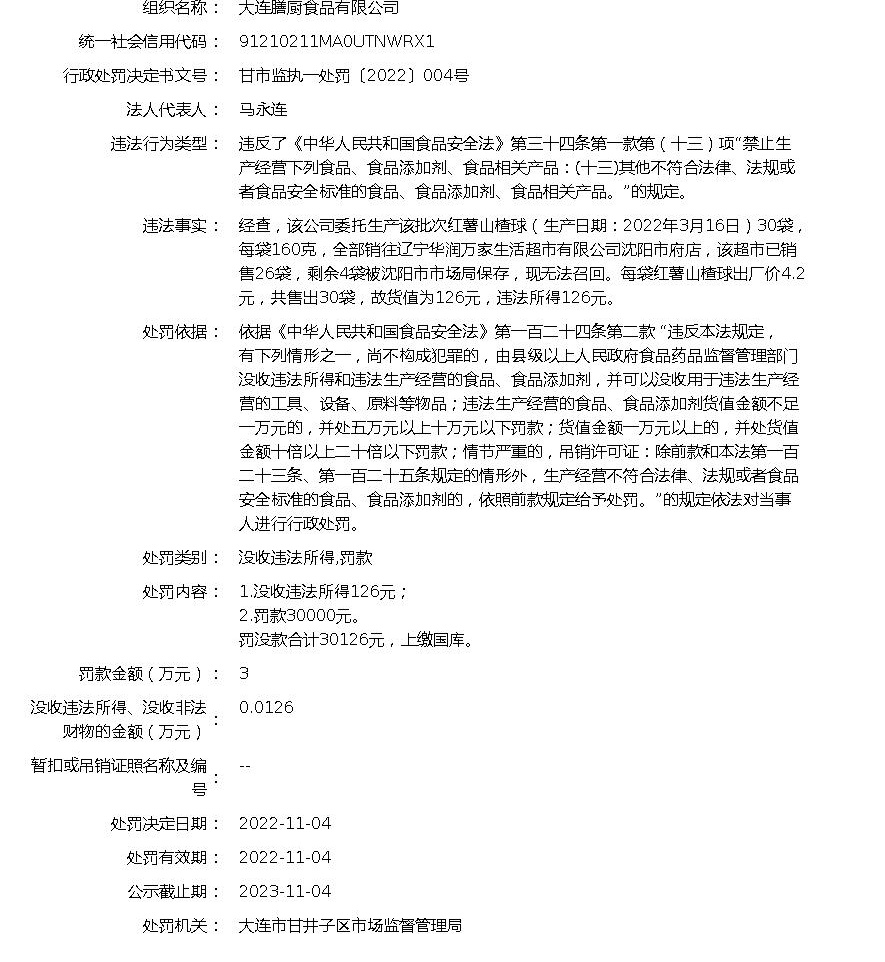 组织名称： 大连膳厨食品有限公司
统一社会信用代码： 91210211MA0UTNWRX1
行政处罚决定书文号： 甘市监执一处罚〔2022〕004号
法人代表人： 马永连
违法行为类型： 违反了《中华人民共和国食品安全法》第三十四条第一款第（十三）项“禁止生
产经营下列食品、食品添加剂、食品相关产品：(十三)其他不符合法律、法规或
者食品安全标准的食品、食品添加剂、食品相关产品。”的规定。
违法事实： 经查，该公司委托生产该批次红薯山楂球（生产日期：2022年3月16日）30袋，
每袋160克，全部销往辽宁华润万家生活超市有限公司沈阳市府店，该超市已销
售26袋，剩余4袋被沈阳市市场局保存，现无法召回。每袋红薯山楂球出厂价4.2
元，共售出30袋，故货值为126元，违法所得126元。
处罚依据： 依据《中华人民共和国食品安全法》第一百二十四条第二款 “违反本法规定，
有下列情形之一，尚不构成犯罪的，由县级以上人民政府食品药品监督管理部门
没收违法所得和违法生产经营的食品、食品添加剂，并可以没收用于违法生产经
营的工具、设备、原料等物品；违法生产经营的食品、食品添加剂货值金额不足
一万元的，并处五万元以上十万元以下罚款；货值金额一万元以上的，并处货值
金额十倍以上二十倍以下罚款；情节严重的，吊销许可证：除前款和本法第一百
二十三条、第一百二十五条规定的情形外，生产经营不符合法律、法规或者食品
安全标准的食品、食品添加剂的，依照前款规定给予处罚。”的规定依法对当事
人进行行政处罚。
处罚类别： 没收违法所得,罚款
处罚内容： 1.没收违法所得126元；
2.罚款30000元。
罚没款合计30126元，上缴国库。
罚款金额（万元）： 3
没收违法所得、没收非法
财物的金额（万元）： 0.0126
暂扣或吊销证照名称及编
号： --
处罚决定日期： 2022-11-04
处罚有效期： 2022-11-04
公示截止期： 2023-11-04
处罚机关： 大连市甘井子区市场监督管理局